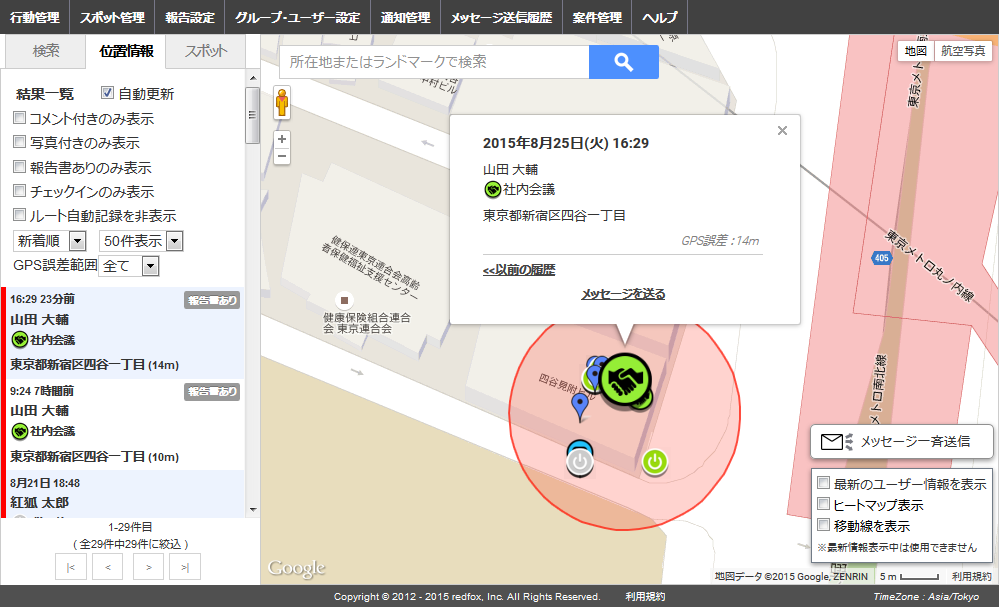 行動管理 スポット管理 報告設定 グループ・ユーザー設定 通知管理 メッセージ送信履歴 案件管理 ヘルプ
検索 位置情報 スポット
結果一覧 自動更新
コメント付きのみ表示
写真付きのみ表示
報告書ありのみ表示
チェックインのみ表示
ルート自動記録を非表示
新着順 50件表示
GPS誤差範囲 全て
16:29 23分前 報告書あり
山田 大輔
社内会議
東京都新宿区四谷一丁目 (14m)
9:24 7時間前 報告書あり
山田 大輔
社内会議
東京都新宿区四谷一丁目 (10m)
8月21日 18:48
紅狐 太郎
1-29件目
( 全29件中29件に絞込 )
|< < > >|
所在地またはランドマークで検索
地図 航空写真
中村ビル
+
−
2015年8月25日(火) 16:29
×
山田 大輔
社内会議
東京都新宿区四谷一丁目
GPS誤差 : 14m
<<以前の履歴
メッセージを送る
健保連東京連合会高齢
者保健福祉支援センター
健康保険組合連合
会 東京連合会
四谷見附ビル
東京メト
405
東京メトロ丸ノ内線
メトロ南北線
メッセージ一斉送信
最新のユーザー情報を表示
ヒートマップ表示
移動線を表示
※最新情報表示中は使用できません
Google
地図データ ©2015 Google, ZENRIN 5 m 利用規約
Copyright © 2012 - 2015 redfox, Inc. All Rights Reserved. 利用規約 TimeZone : Asia/Tokyo